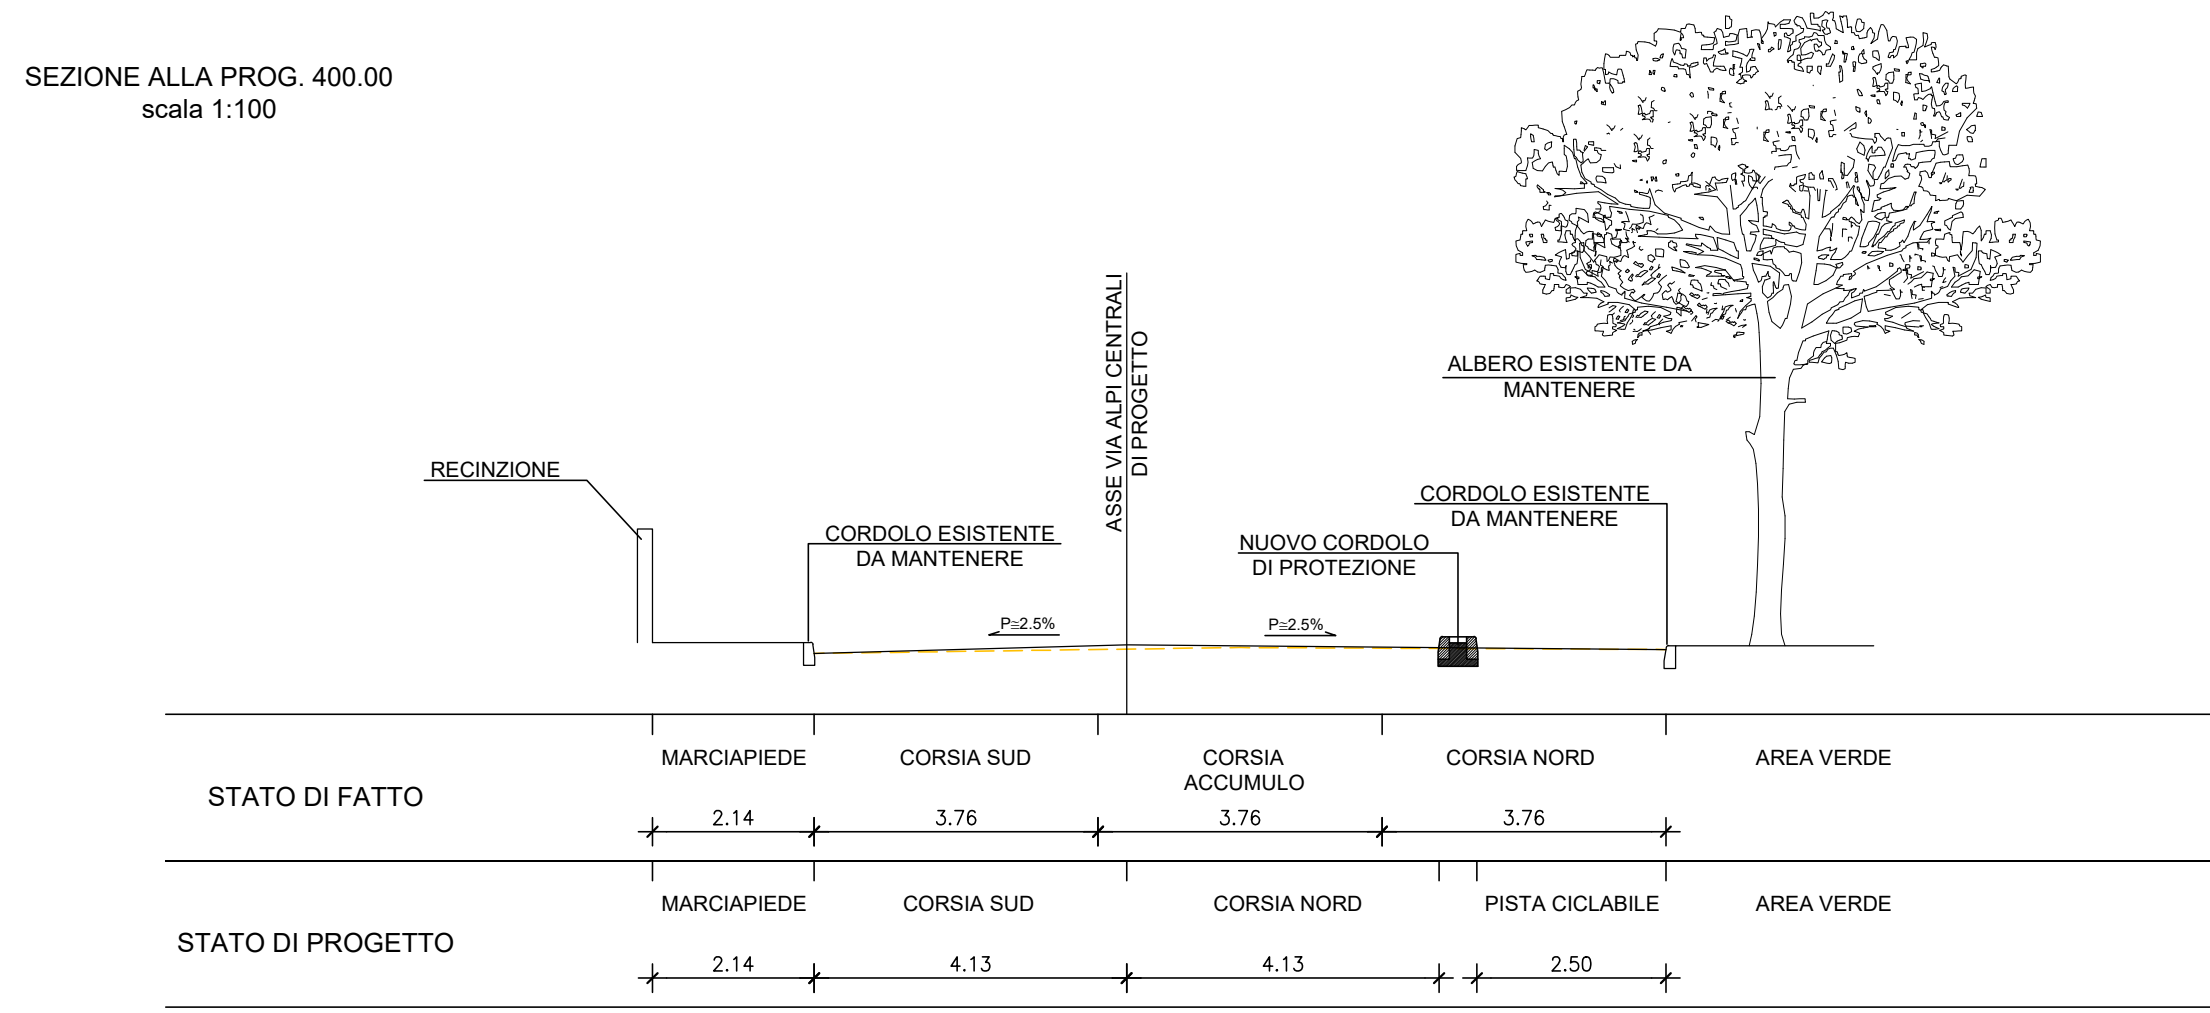 SEZIONE ALLA PROG. 400.00
scala 1:100
ASSE VIA ALPI CENTRALI
DI PROGETTO
ALBERO ESISTENTE DA
MANTENERE
RECINZIONE
CORDOLO ESISTENTE
DA MANTENERE
CORDOLO ESISTENTE
DA MANTENERE
NUOVO CORDOLO
DI PROTEZIONE
P≅2.5%
P≅2.5%
STATO DI FATTO
MARCIAPIEDE
CORSIA SUD
CORSIA
ACCUMULO
CORSIA NORD
AREA VERDE
2.14
3.76
3.76
3.76
STATO DI PROGETTO
MARCIAPIEDE
CORSIA SUD
CORSIA NORD
PISTA CICLABILE
AREA VERDE
2.14
4.13
4.13
2.50